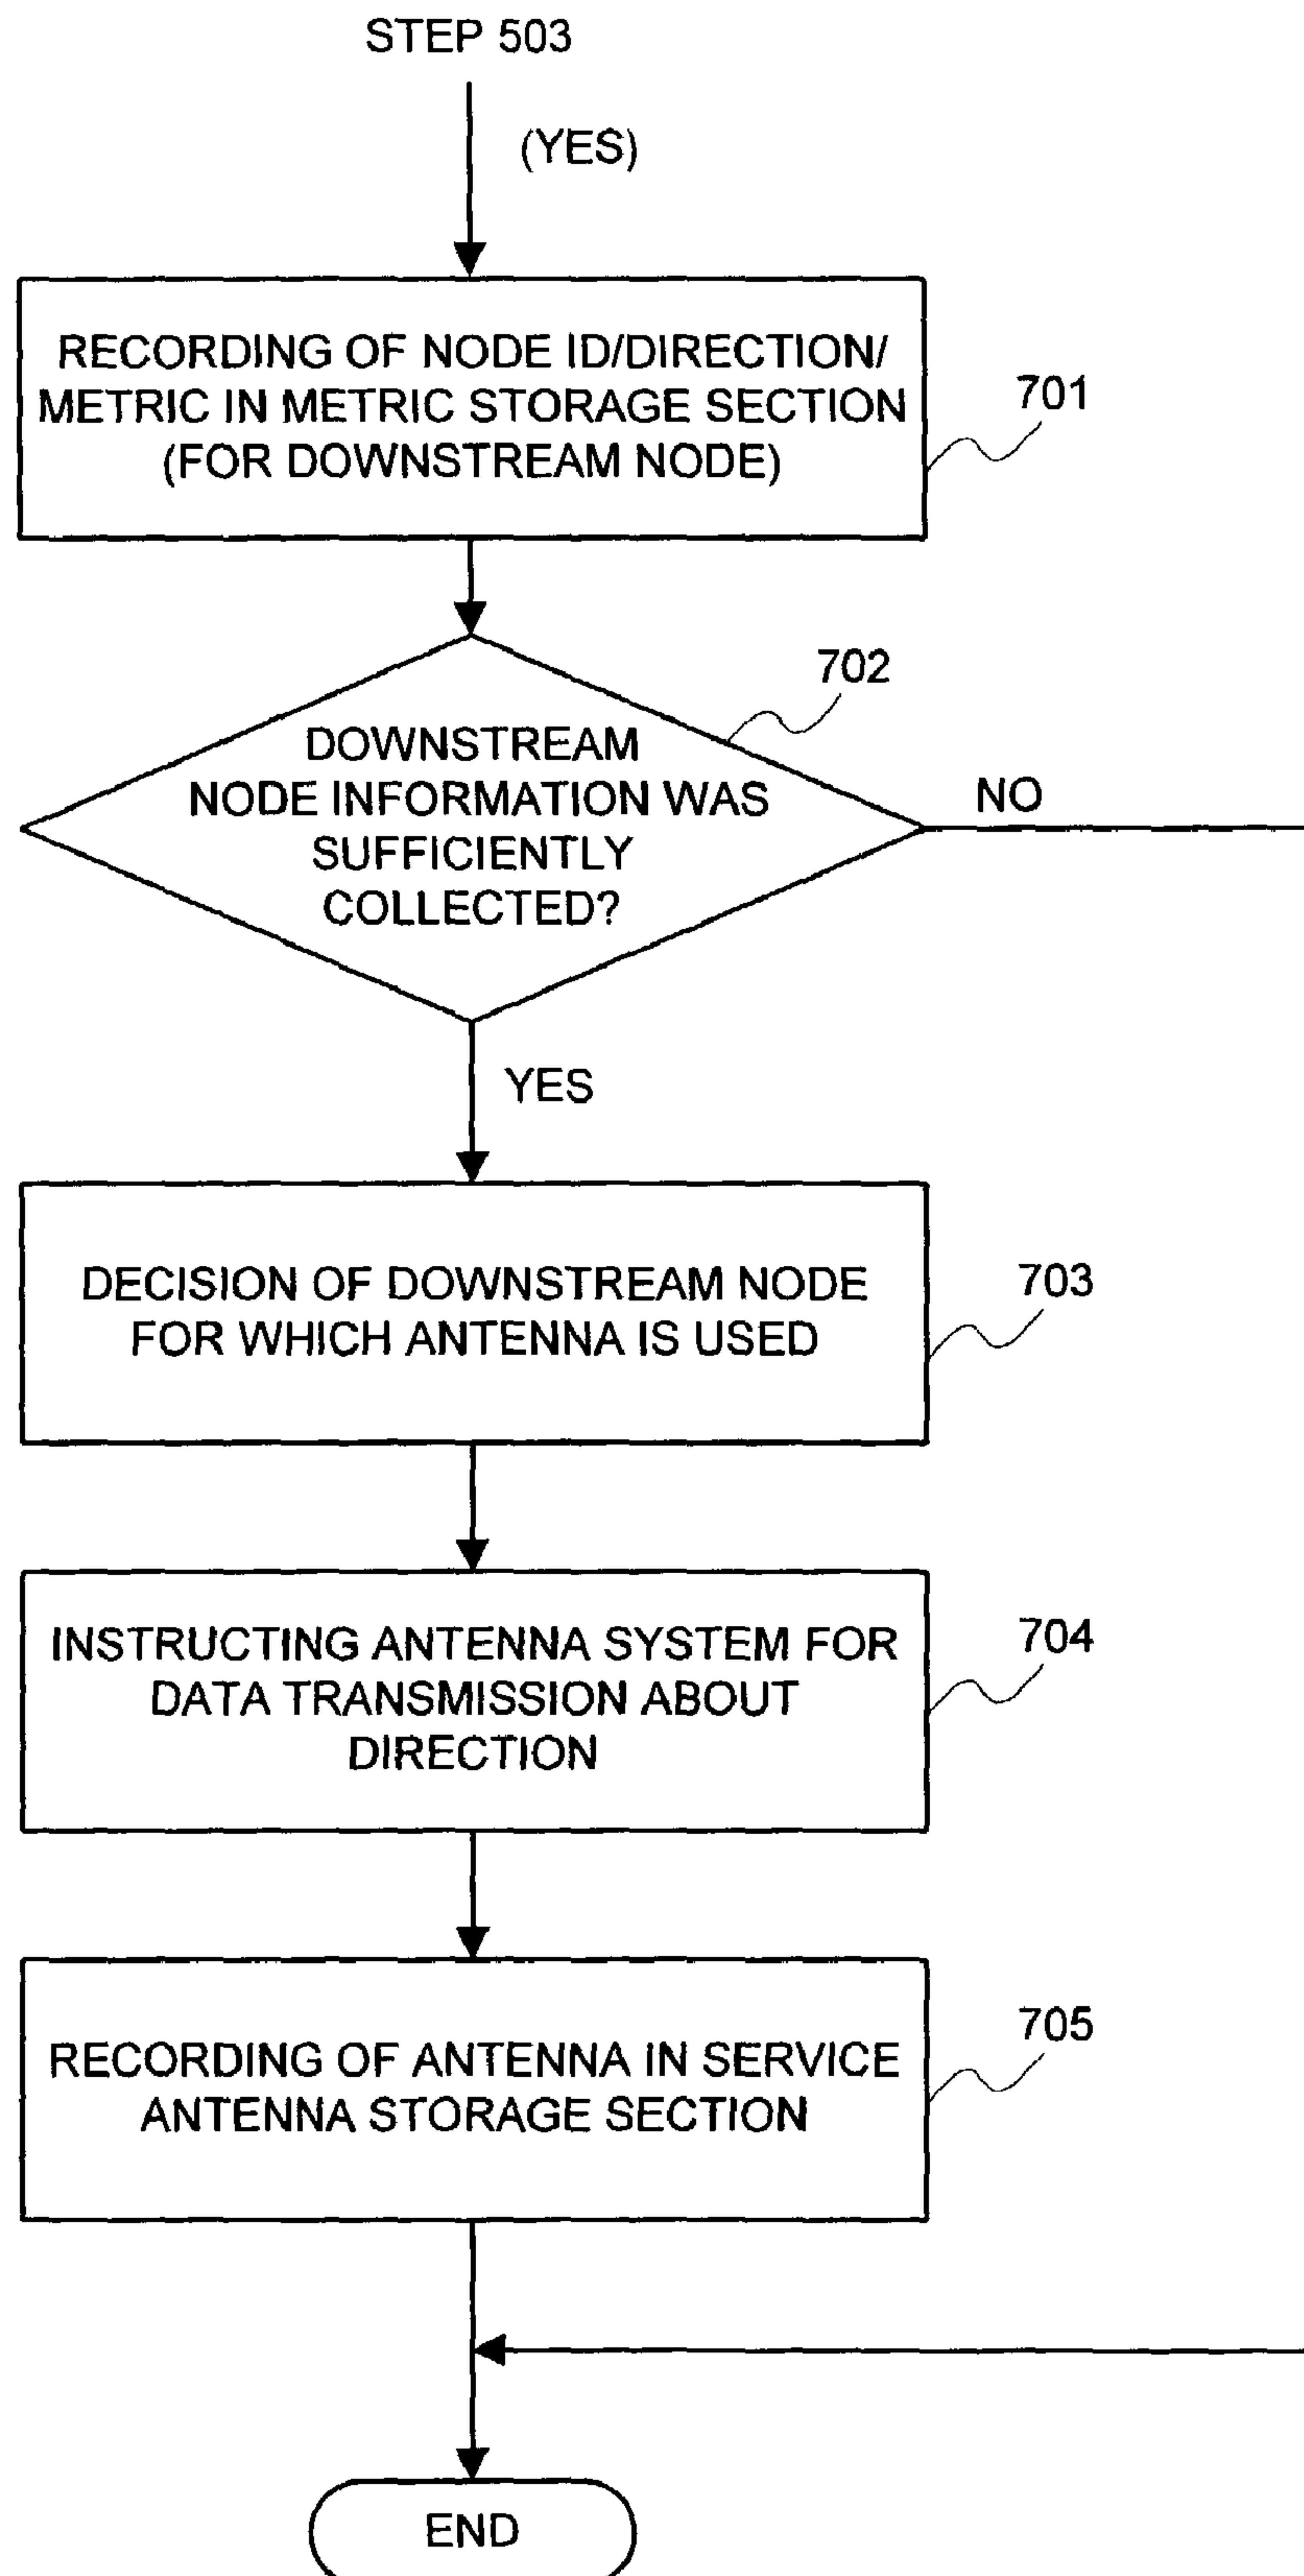 STEP 503
(YES)
RECORDING OF NODE ID/DIRECTION/
METRIC IN METRIC STORAGE SECTION
(FOR DOWNSTREAM NODE)
701
702
DOWNSTREAM
NODE INFORMATION WAS
SUFFICIENTLY
COLLECTED?
NO
YES
DECISION OF DOWNSTREAM NODE
FOR WHICH ANTENNA IS USED
703
INSTRUCTING ANTENNA SYSTEM FOR
DATA TRANSMISSION ABOUT
DIRECTION
704
RECORDING OF ANTENNA IN SERVICE
ANTENNA STORAGE SECTION
705
END